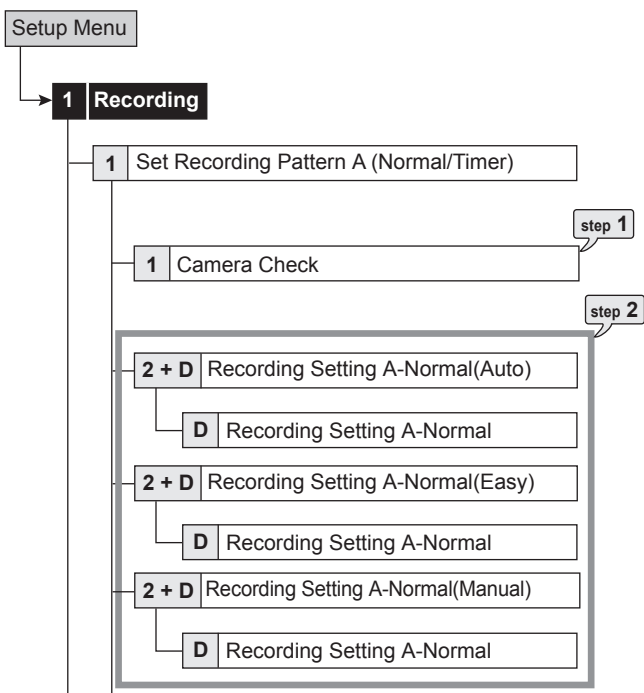 Setup Menu
1 Recording
1 Set Recording Pattern A (Normal/Timer)
step 1
1 Camera Check
step 2
2 + D Recording Setting A-Normal(Auto)
D Recording Setting A-Normal
2 + D Recording Setting A-Normal(Easy)
D Recording Setting A-Normal
2 + D Recording Setting A-Normal(Manual)
D Recording Setting A-Normal